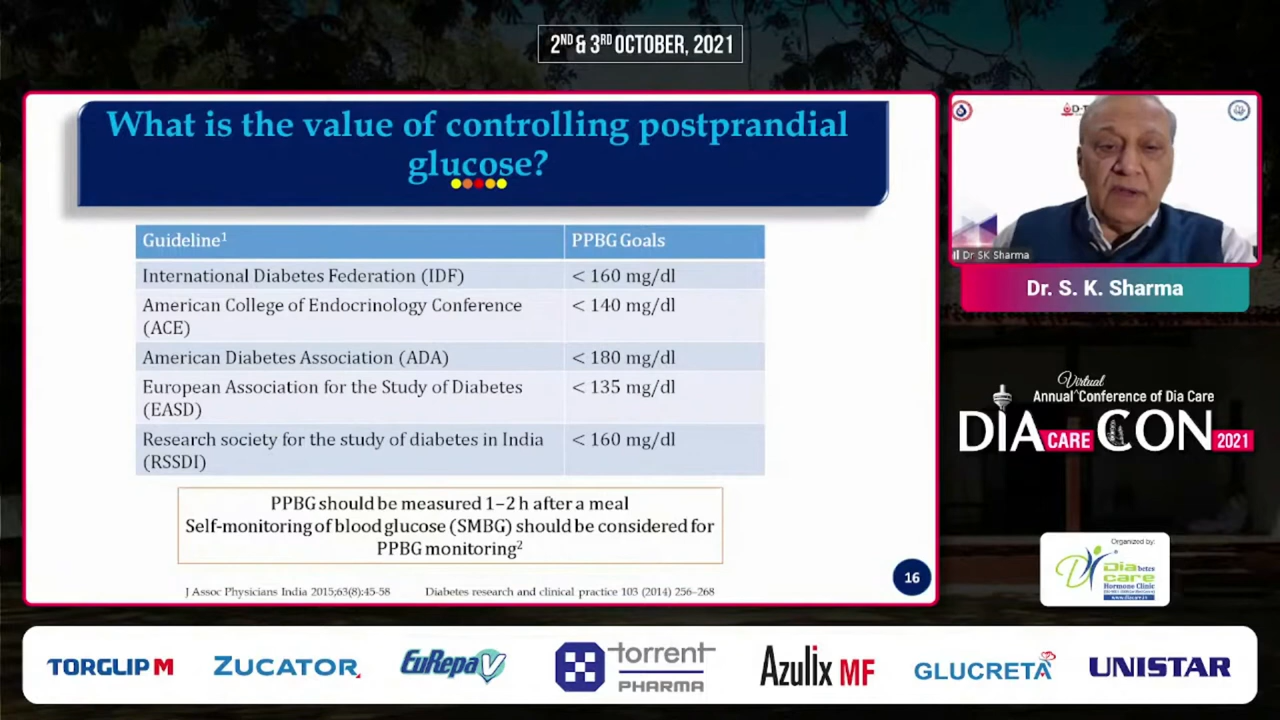 2ND & 3RD OCTOBER, 2021
What is the value of controlling postprandial
glucose?
Guideline1 PPBG Goals
International Diabetes Federation (IDF) < 160 mg/dl
American College of Endocrinology Conference
(ACE) < 140 mg/dl
American Diabetes Association (ADA) < 180 mg/dl
European Association for the Study of Diabetes
(EASD) < 135 mg/dl
Research society for the study of diabetes in India
(RSSDI) < 160 mg/dl
PPBG should be measured 1–2 h after a meal
Self-monitoring of blood glucose (SMBG) should be considered for
PPBG monitoring2
J Assoc Physicians India 2015;63(8):45-58 Diabetes research and clinical practice 103 (2014) 256–268
16
Dr SK Sharma
Dr. S. K. Sharma
Virtual
Annual Conference of Dia Care
DIA CARE CON 2021
Organized by:
Diabetes
care
Hormone Clinic
TORGLIP M
ZUCATOR
EuRepa V
torrent
PHARMA
Azulix MF
GLUCRETA
UNISTAR